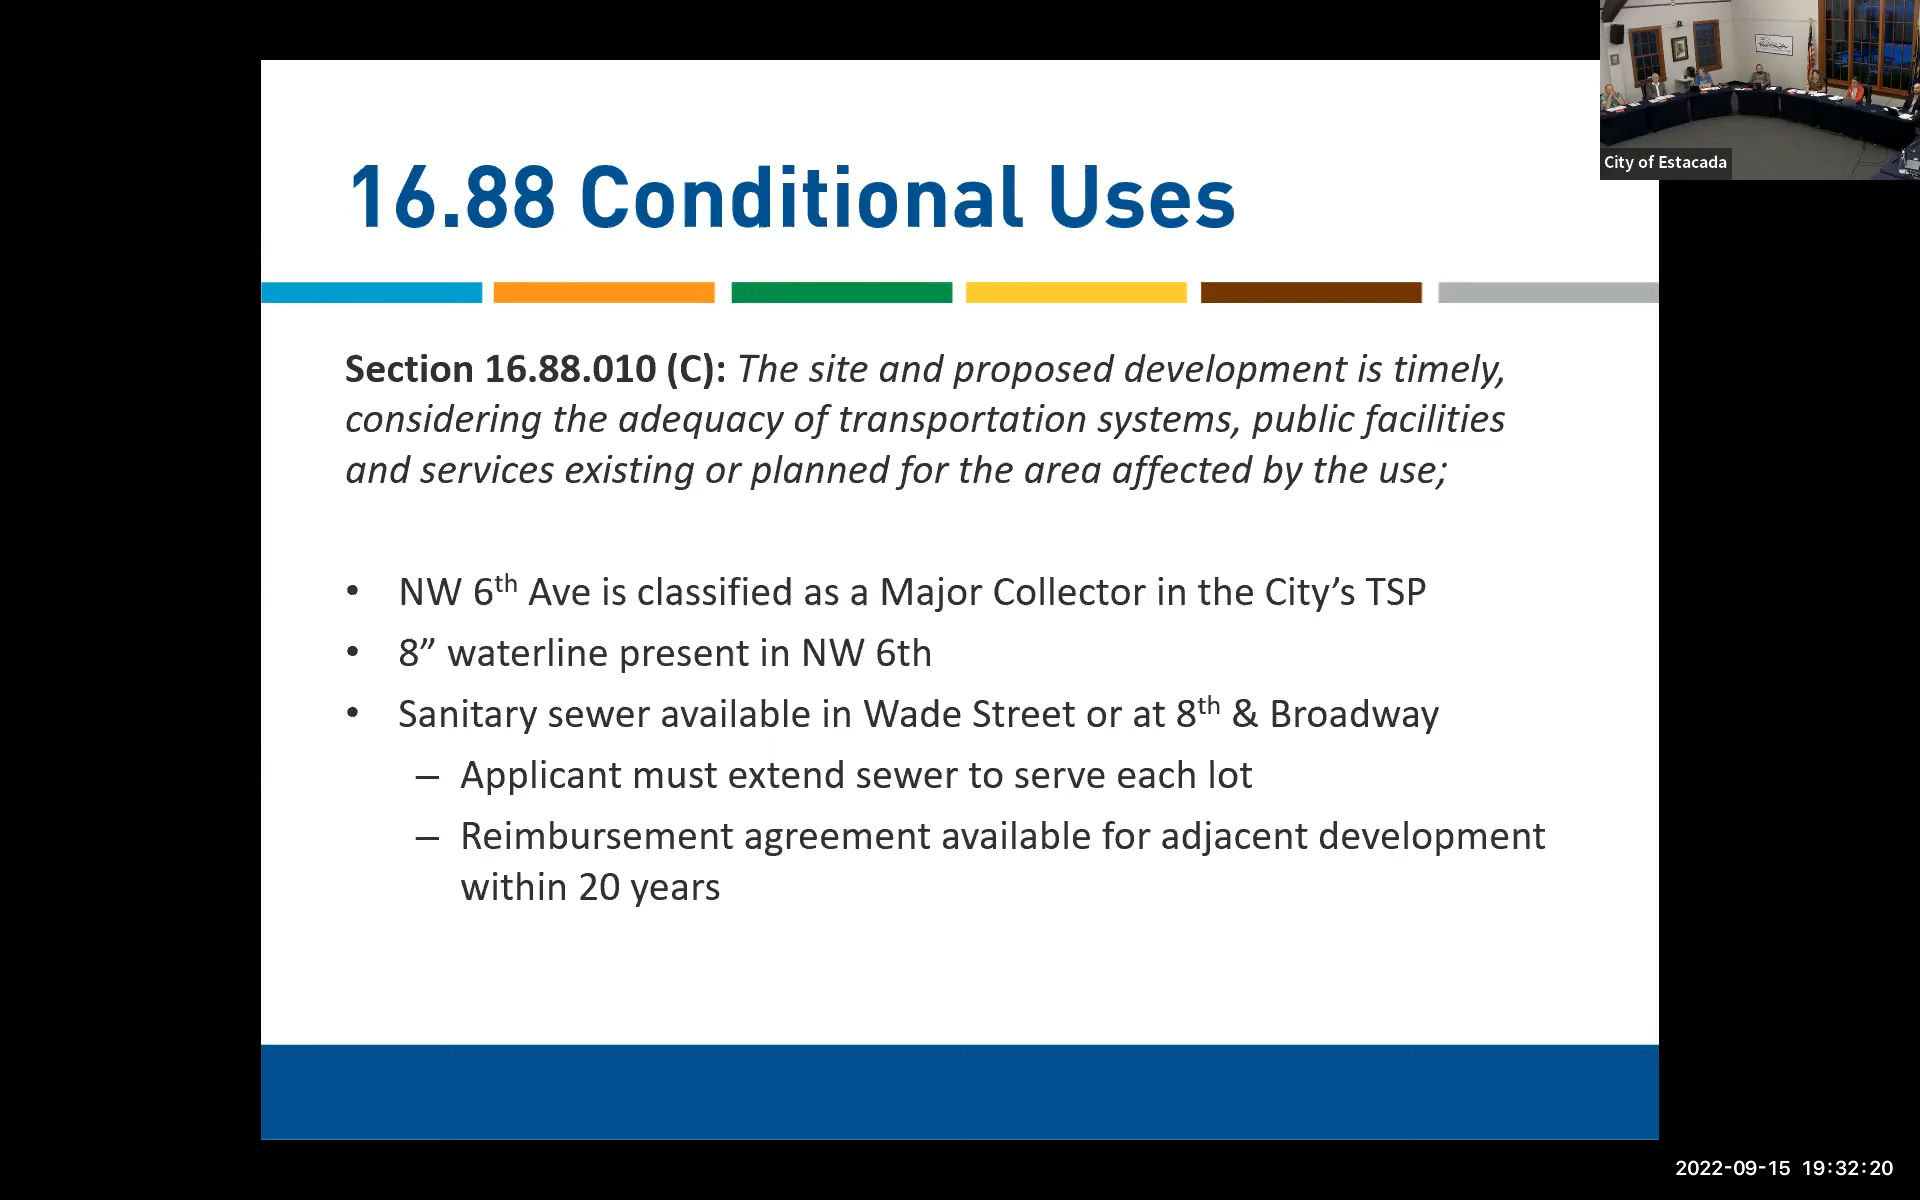 City of Estacada
16.88 Conditional Uses
Section 16.88.010 (C): The site and proposed development is timely,
considering the adequacy of transportation systems, public facilities
and services existing or planned for the area affected by the use;
• NW 6th Ave is classified as a Major Collector in the City’s TSP
• 8” waterline present in NW 6th
• Sanitary sewer available in Wade Street or at 8th & Broadway
– Applicant must extend sewer to serve each lot
– Reimbursement agreement available for adjacent development
within 20 years
2022-09-15 19:32:20